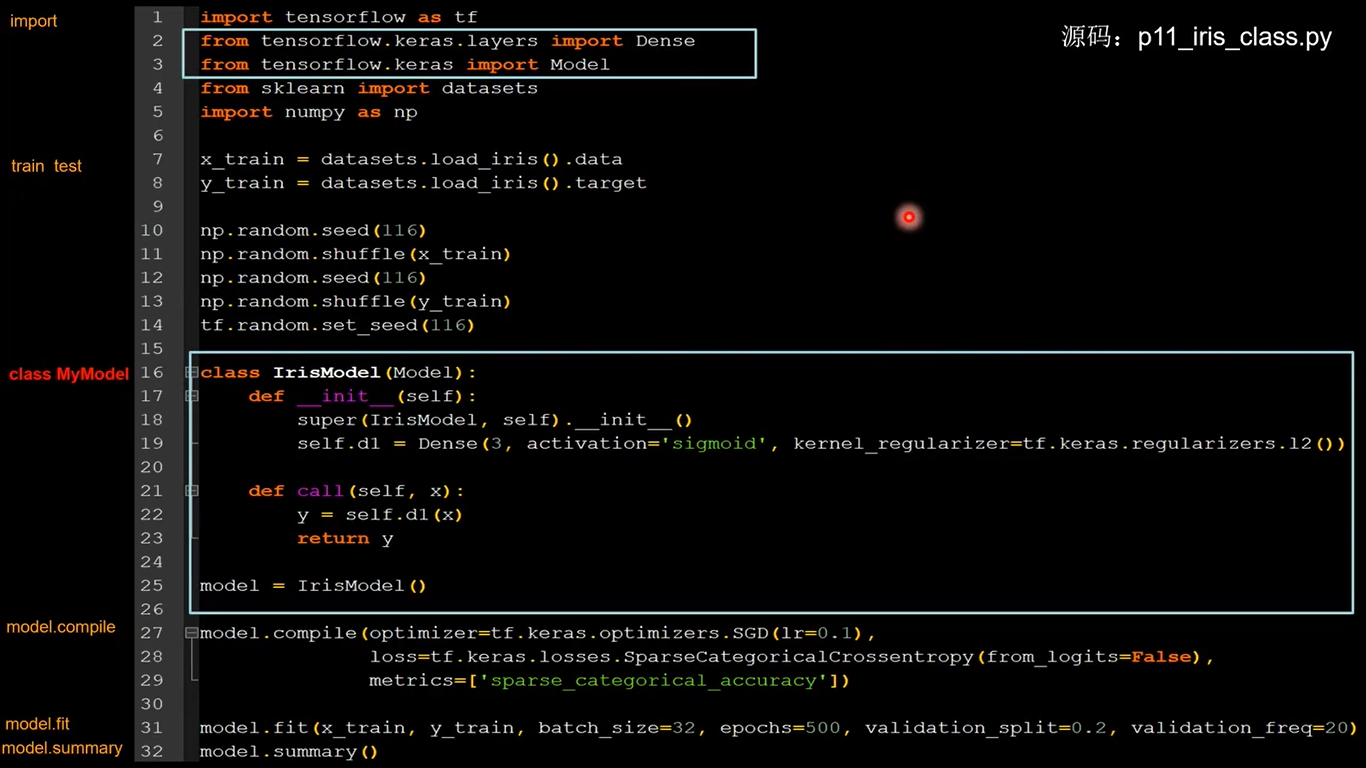 源码：p11_iris_class.py
import
1 import tensorflow as tf
2 from tensorflow.keras.layers import Dense
3 from tensorflow.keras import Model
4 from sklearn import datasets
5 import numpy as np
6
train test
7 x_train = datasets.load_iris().data
8 y_train = datasets.load_iris().target
9
10 np.random.seed(116)
11 np.random.shuffle(x_train)
12 np.random.seed(116)
13 np.random.shuffle(y_train)
14 tf.random.set_seed(116)
15
class MyModel
16 class IrisModel(Model):
17     def __init__(self):
18         super(IrisModel, self).__init__()
19         self.d1 = Dense(3, activation='sigmoid', kernel_regularizer=tf.keras.regularizers.l2())
20
21     def call(self, x):
22         y = self.d1(x)
23         return y
24
25 model = IrisModel()
26
model.compile
27 model.compile(optimizer=tf.keras.optimizers.SGD(lr=0.1),
28               loss=tf.keras.losses.SparseCategoricalCrossentropy(from_logits=False),
29               metrics=['sparse_categorical_accuracy'])
30
model.fit
31 model.fit(x_train, y_train, batch_size=32, epochs=500, validation_split=0.2, validation_freq=20)
model.summary
32 model.summary()